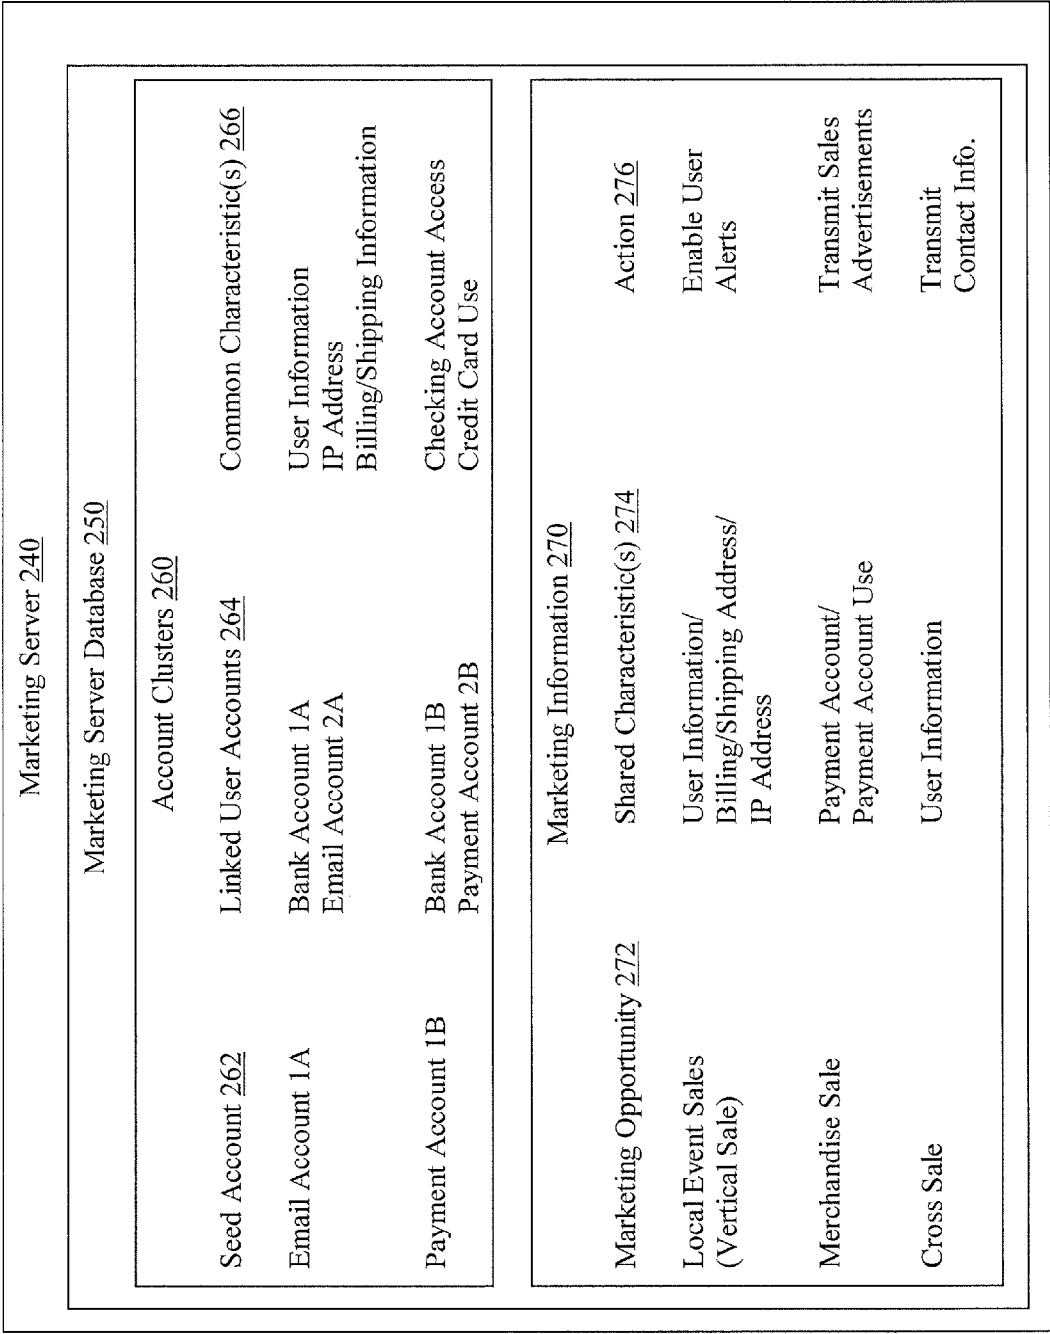 Marketing Server 240
Marketing Server Database 250
Account Clusters 260
Seed Account 262 Linked User Accounts 264 Common Characteristic(s) 266
Email Account 1A Bank Account 1A User Information
Email Account 2A IP Address
Billing/Shipping Information
Payment Account 1B Bank Account 1B Checking Account Access
Payment Account 2B Credit Card Use
Marketing Information 270
Marketing Opportunity 272 Shared Characteristic(s) 274 Action 276
Local Event Sales User Information/ Enable User
(Vertical Sale) Billing/Shipping Address/ Alerts
IP Address
Merchandise Sale Payment Account/ Transmit Sales
Payment Account Use Advertisements
Cross Sale User Information Transmit
Contact Info.